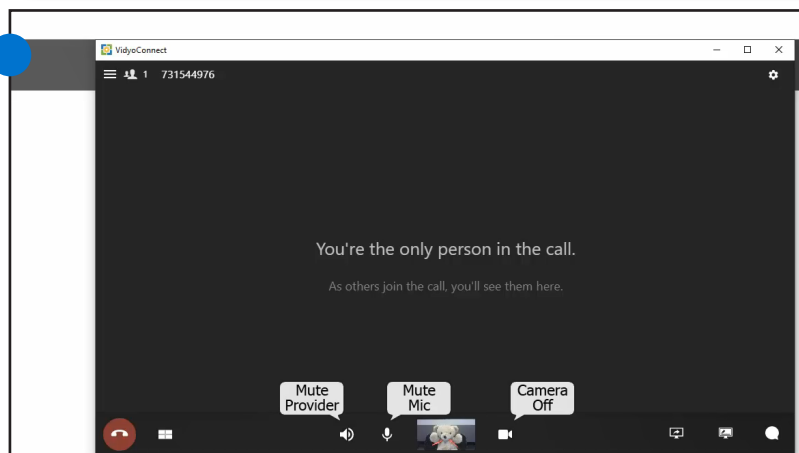 VidyoConnect
1 731544976
You're the only person in the call.
As others join the call, you'll see them here.
Mute
Provider
Mute
Mic
Camera
Off